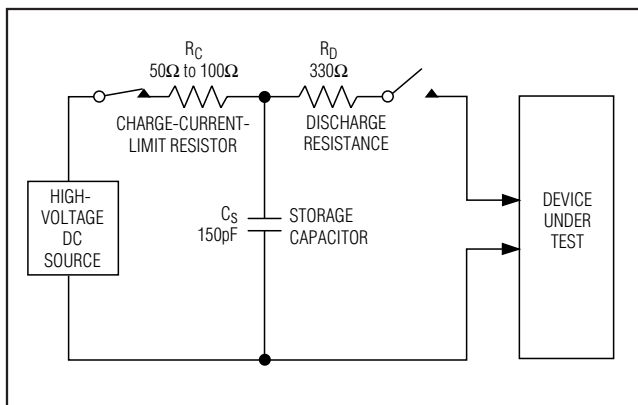 R_C
50Ω to 100Ω
CHARGE-CURRENT-
LIMIT RESISTOR
R_D
330Ω
DISCHARGE
RESISTANCE
HIGH-
VOLTAGE
DC
SOURCE
C_S
150pF
STORAGE
CAPACITOR
DEVICE
UNDER
TEST